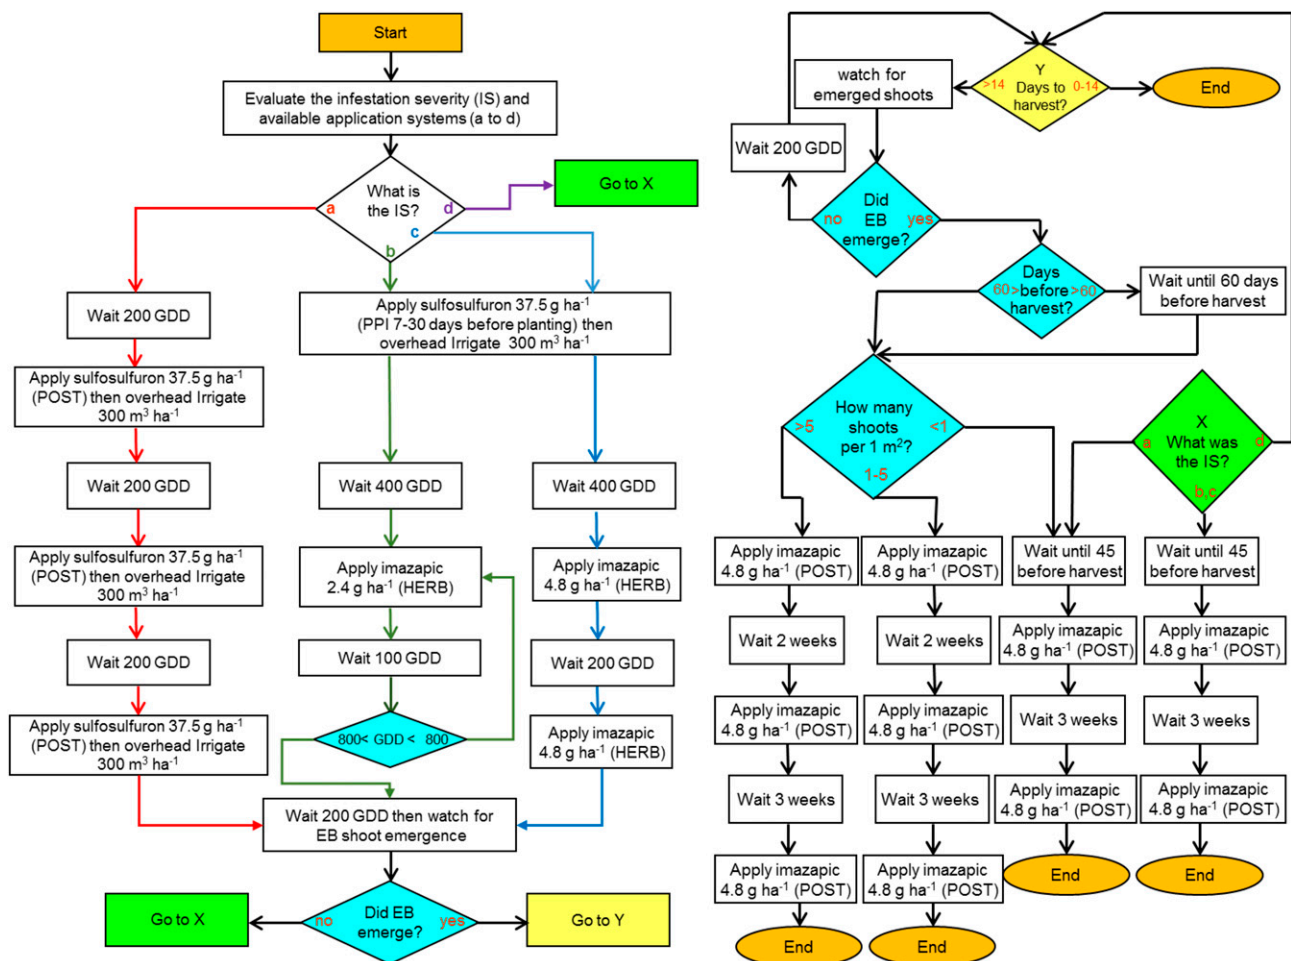 Start
Evaluate the infestation severity (IS) and
available application systems (a to d)
What is
the IS?
a
d
c
b
Go to X
Wait 200 GDD
Apply sulfosulfuron 37.5 g ha⁻¹
(POST) then overhead Irrigate
300 m³ ha⁻¹
Wait 200 GDD
Apply sulfosulfuron 37.5 g ha⁻¹
(POST) then overhead Irrigate
300 m³ ha⁻¹
Wait 200 GDD
Apply sulfosulfuron 37.5 g ha⁻¹
(POST) then overhead Irrigate
300 m³ ha⁻¹
Apply sulfosulfuron 37.5 g ha⁻¹
(PPI 7-30 days before planting) then
overhead Irrigate 300 m³ ha⁻¹
Wait 400 GDD
Apply imazapic
2.4 g ha⁻¹ (HERB)
Wait 100 GDD
800< GDD < 800
Wait 400 GDD
Apply imazapic
4.8 g ha⁻¹ (HERB)
Wait 200 GDD
Apply imazapic
4.8 g ha⁻¹ (HERB)
Wait 200 GDD then watch for
EB shoot emergence
Did EB
emerge?
no
yes
Go to X
Go to Y
Y
Days to
harvest?
>14
0-14
End
watch for
emerged shoots
Wait 200 GDD
Did
EB
emerge?
no
yes
Days
before
harvest?
60>
>60
Wait until 60 days
before harvest
How many
shoots
per 1 m²?
>5
<1
1-5
X
What was
the IS?
a
d
b,c
Apply imazapic
4.8 g ha⁻¹ (POST)
Wait 2 weeks
Apply imazapic
4.8 g ha⁻¹ (POST)
Wait 3 weeks
Apply imazapic
4.8 g ha⁻¹ (POST)
End
Apply imazapic
4.8 g ha⁻¹ (POST)
Wait 2 weeks
Apply imazapic
4.8 g ha⁻¹ (POST)
Wait 3 weeks
Apply imazapic
4.8 g ha⁻¹ (POST)
End
Wait until 45
before harvest
Apply imazapic
4.8 g ha⁻¹ (POST)
Wait 3 weeks
Apply imazapic
4.8 g ha⁻¹ (POST)
End
Wait until 45
before harvest
Apply imazapic
4.8 g ha⁻¹ (POST)
Wait 3 weeks
Apply imazapic
4.8 g ha⁻¹ (POST)
End